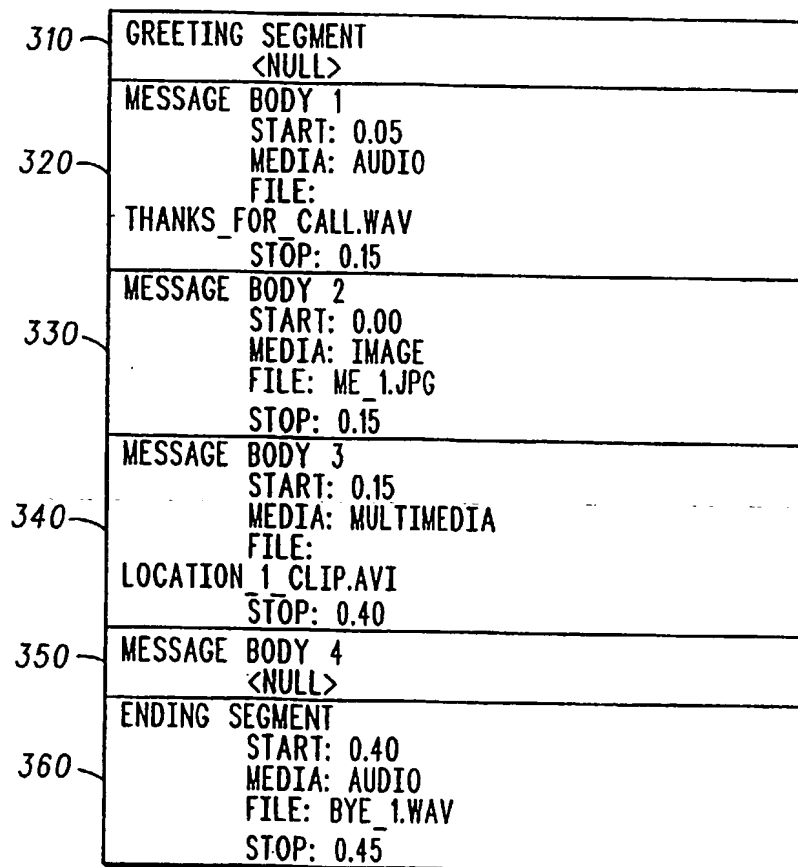 310 GREETING SEGMENT
<NULL>
MESSAGE BODY 1
START: 0.05
MEDIA: AUDIO
320 FILE:
THANKS_FOR_CALL.WAV
STOP: 0.15
MESSAGE BODY 2
START: 0.00
330 MEDIA: IMAGE
FILE: ME_1.JPG
STOP: 0.15
MESSAGE BODY 3
START: 0.15
340 MEDIA: MULTIMEDIA
FILE:
LOCATION_1_CLIP.AVI
STOP: 0.40
350 MESSAGE BODY 4
<NULL>
ENDING SEGMENT
START: 0.40
360 MEDIA: AUDIO
FILE: BYE_1.WAV
STOP: 0.45